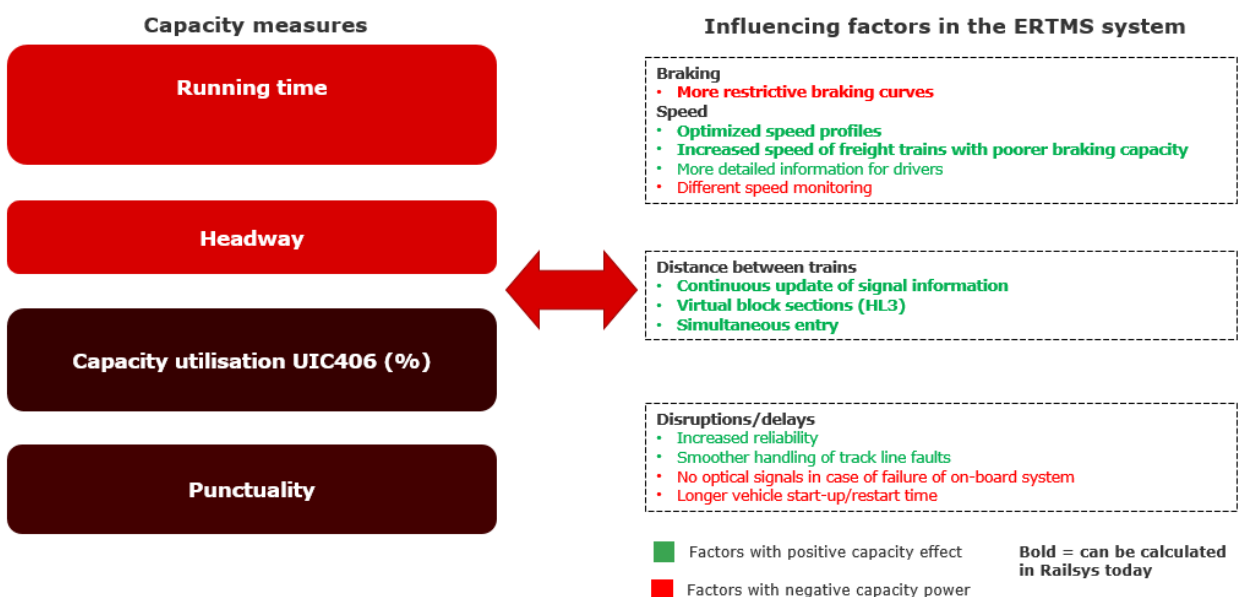 Capacity measures
Running time
Headway
Capacity utilisation UIC406 (%)
Punctuality
Influencing factors in the ERTMS system
Braking
• More restrictive braking curves
Speed
• Optimized speed profiles
• Increased speed of freight trains with poorer braking capacity
• More detailed information for drivers
• Different speed monitoring
Distance between trains
• Continuous update of signal information
• Virtual block sections (HL3)
• Simultaneous entry
Disruptions/delays
• Increased reliability
• Smoother handling of track line faults
• No optical signals in case of failure of on-board system
• Longer vehicle start-up/restart time
Factors with positive capacity effect
Factors with negative capacity power
Bold = can be calculated
in Railsys today